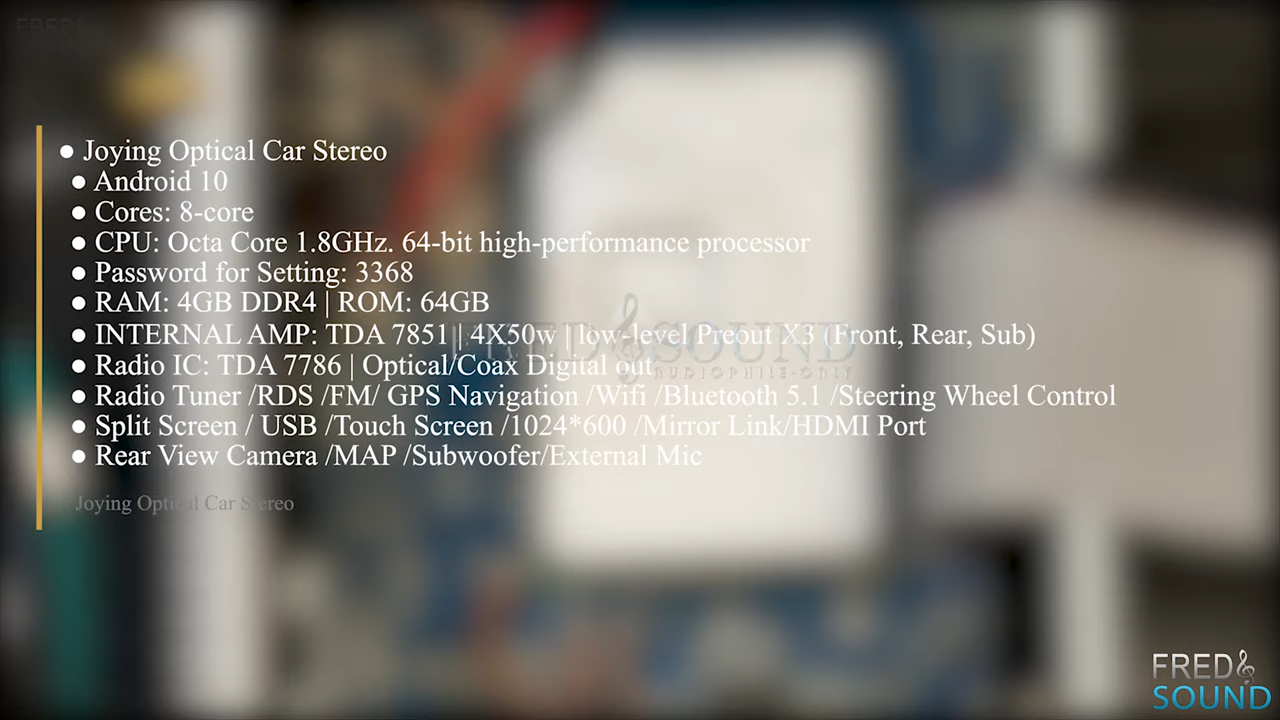 ● Joying Optical Car Stereo
● Android 10
● Cores: 8-core
● CPU: Octa Core 1.8GHz. 64-bit high-performance processor
● Password for Setting: 3368
● RAM: 4GB DDR4 | ROM: 64GB
● INTERNAL AMP: TDA 7851 | 4X50w | low-level Preout X3 (Front, Rear, Sub)
● Radio IC: TDA 7786 | Optical/Coax Digital out
● Radio Tuner /RDS /FM/ GPS Navigation /Wifi /Bluetooth 5.1 /Steering Wheel Control
● Split Screen / USB /Touch Screen /1024*600 /Mirror Link/HDMI Port
● Rear View Camera /MAP /Subwoofer/External Mic
Joying Optical Car Stereo
FRED SOUND
AUDIOPHILE-ONLY
FRED
SOUND